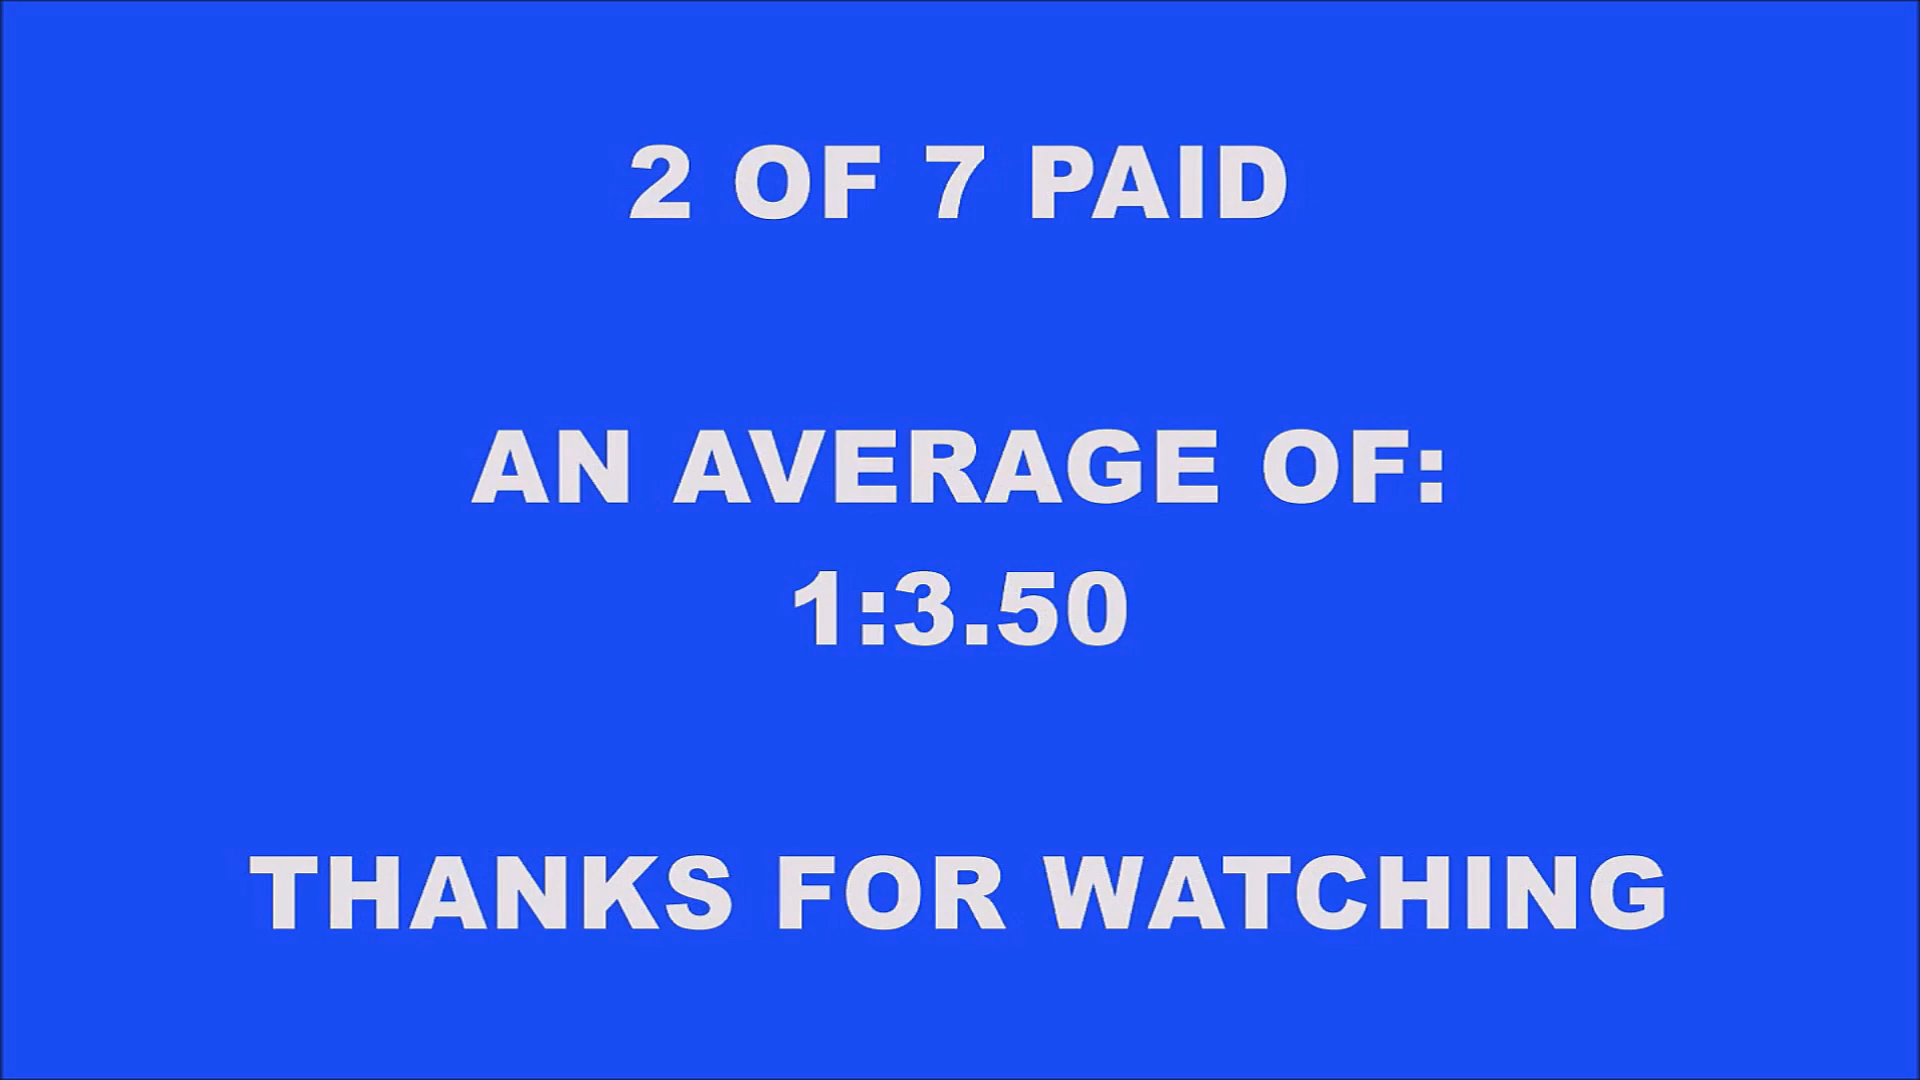 2 OF 7 PAID
AN AVERAGE OF:
1:3.50
THANKS FOR WATCHING